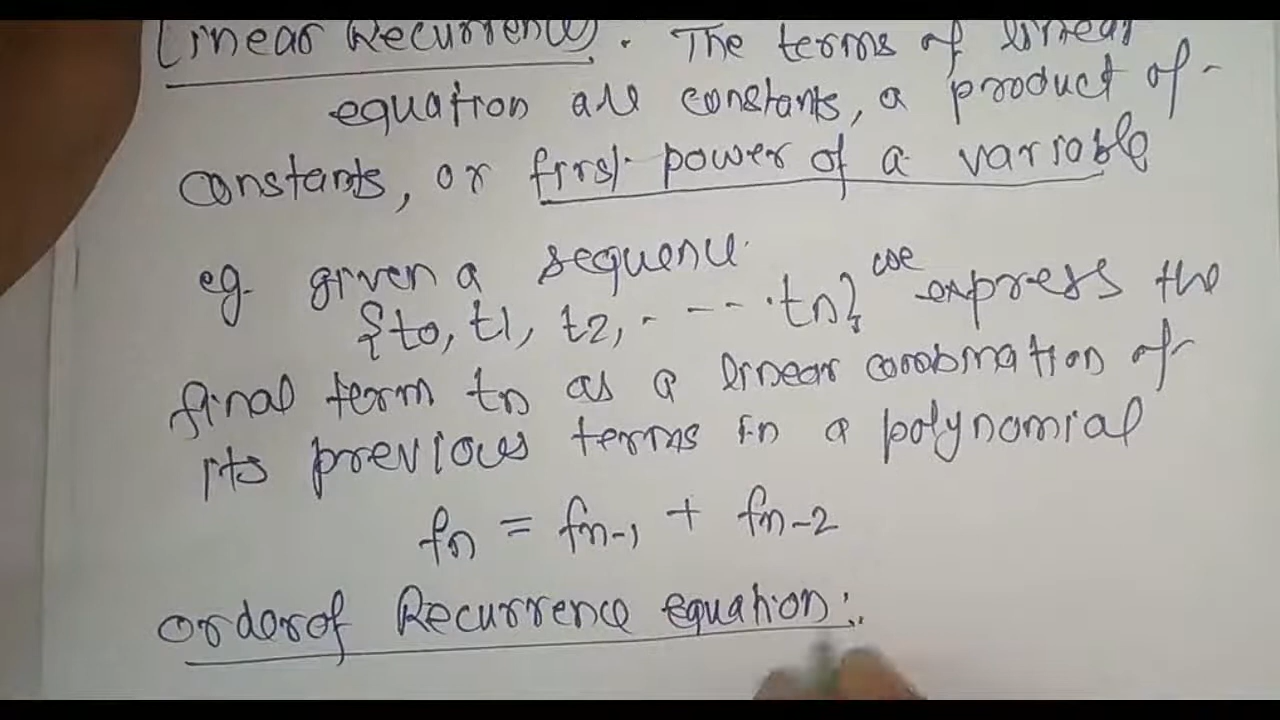 Linear Recurrence. The terms of linear
equation are constants, a product of
constants, or first power of a variable
eg. given a sequence
{t0, t1, t2, - - - - · tn} we express the
final term tn as a linear combination of
its previous terms in a polynomial
fn = fn-1 + fn-2
order of Recurrence equation: